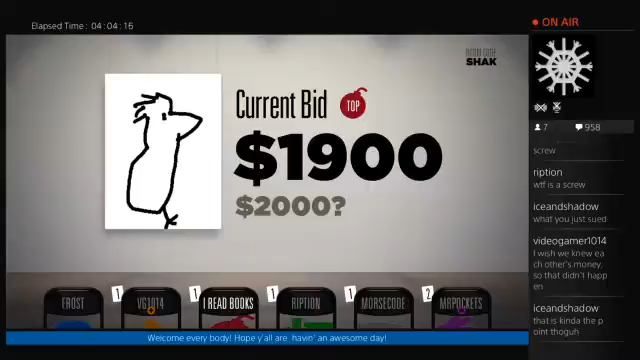 Elapsed Time : 04:04:16
ON AIR
SHAK
Current Bid
TOP
$1900
$2000?
7
958
screw
ription
wtf is a screw
iceandshadow
what you just sued
videogamer1014
I wish we knew ea
ch other's money,
so that didn't happ
en
iceandshadow
that is kinda the p
oint thoguh
1
1
1
1
2
FROST
VG1014
I READ BOOKS
RIPTION
MORSECODE
MRPOCKETS
Welcome every body! Hope y'all are havin' an awesome day!